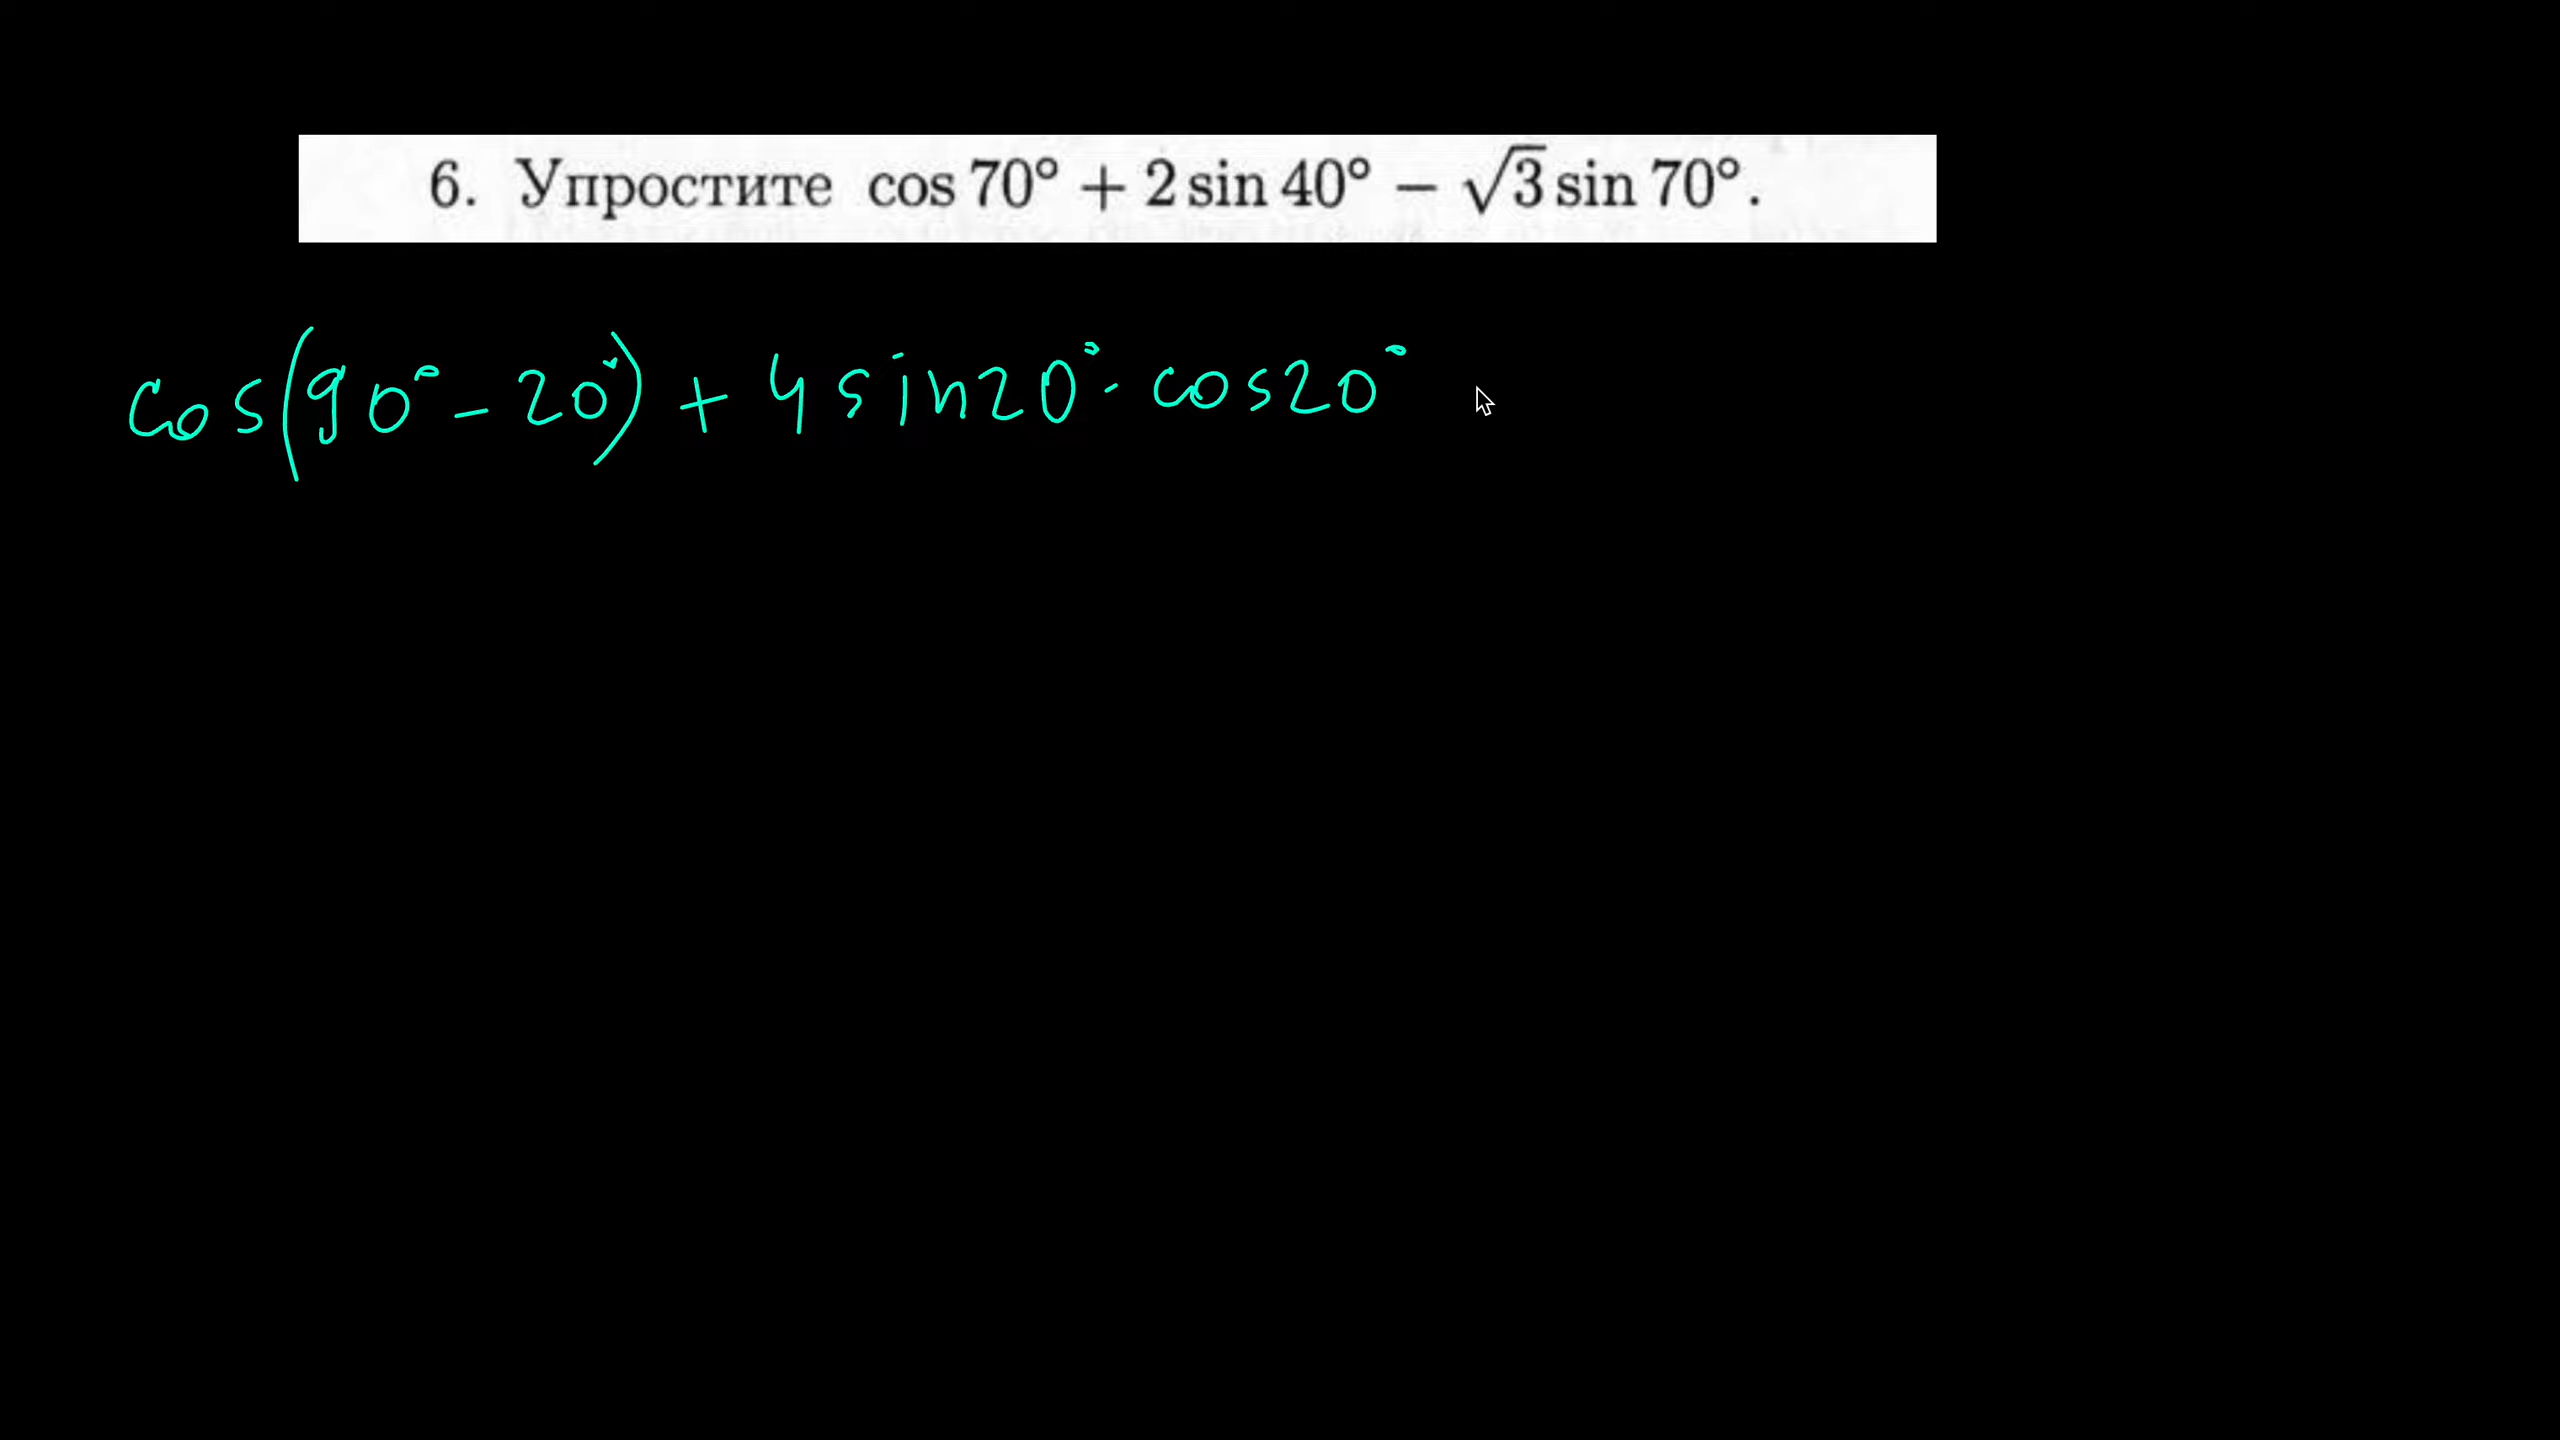 6. Упростите cos 70° + 2 sin 40° − √3 sin 70°.
cos(90° - 20°) + 4 sin20° · cos20°